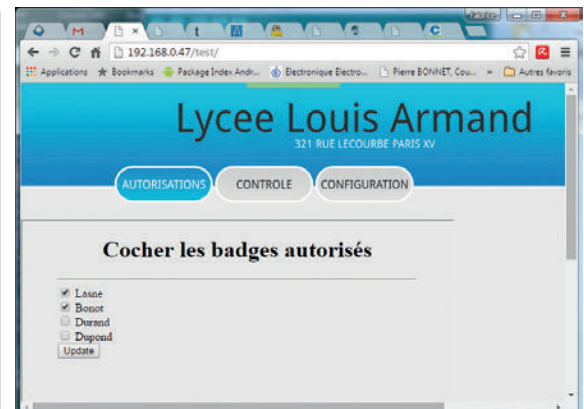 192.168.0.47/test/
Applications Bookmarks Package Index Andr... Electronique Electro... Pierre BONNET, Cou... » Autres favoris
Lycee Louis Armand
321 RUE LECOURBE PARIS XV
AUTORISATIONS CONTROLE CONFIGURATION
Cocher les badges autorisés
Lasne
Bonot
Durand
Dupond
Update